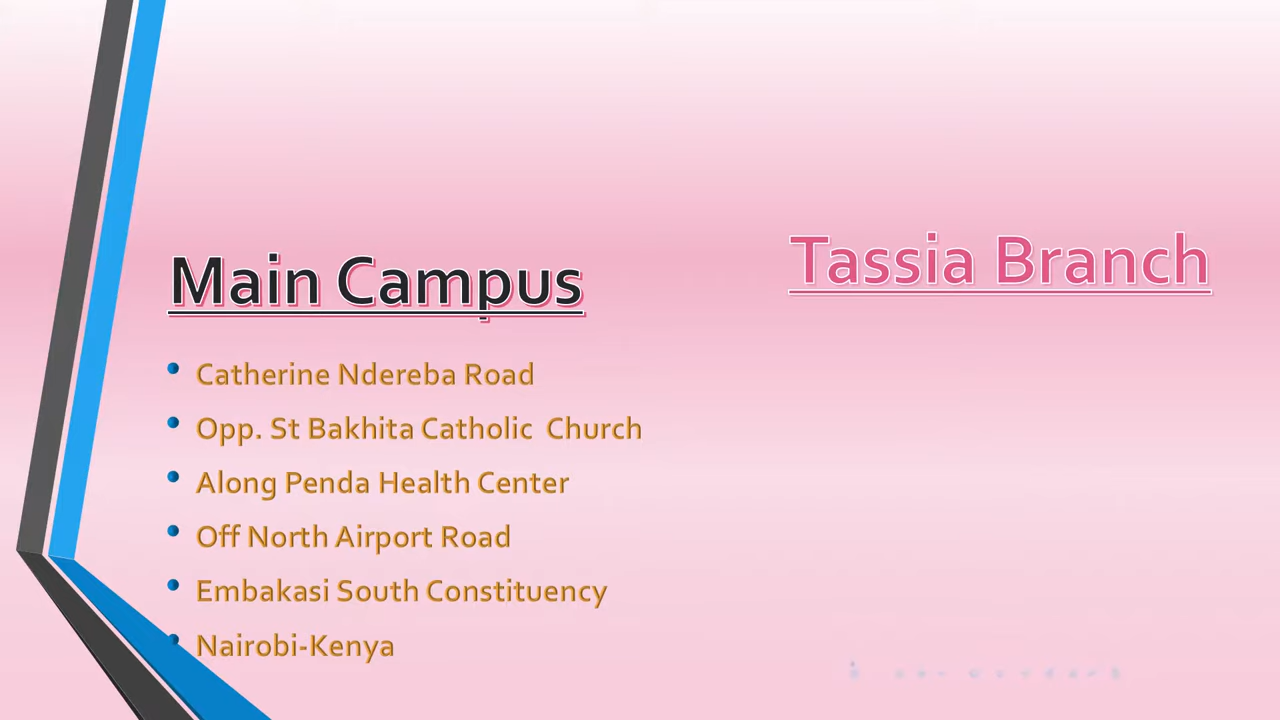 Main Campus
Catherine Ndereba Road
Opp. St Bakhita Catholic Church
Along Penda Health Center
Off North Airport Road
Embakasi South Constituency
Nairobi-Kenya
Tassia Branch